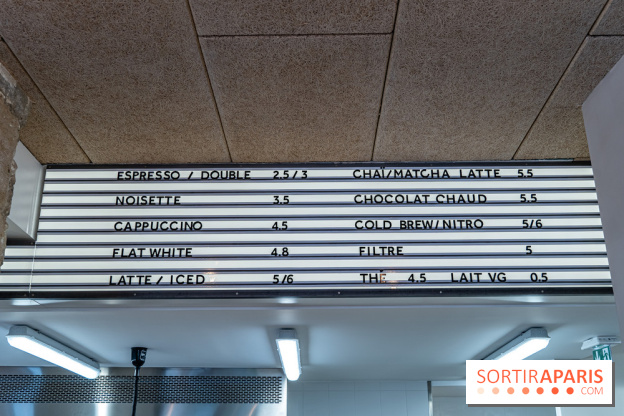 ESPRESSO / DOUBLE 2.5 / 3
NOISETTE 3.5
CAPPUCCINO 4.5
FLAT WHITE 4.8
LATTE / ICED 5/6
CHAÏ/MATCHA LATTE 5.5
CHOCOLAT CHAUD 5.5
COLD BREW/NITRO 5/6
FILTRE 5
THÉ 4.5 LAIT VG 0.5
SORTIRAPARIS
.COM